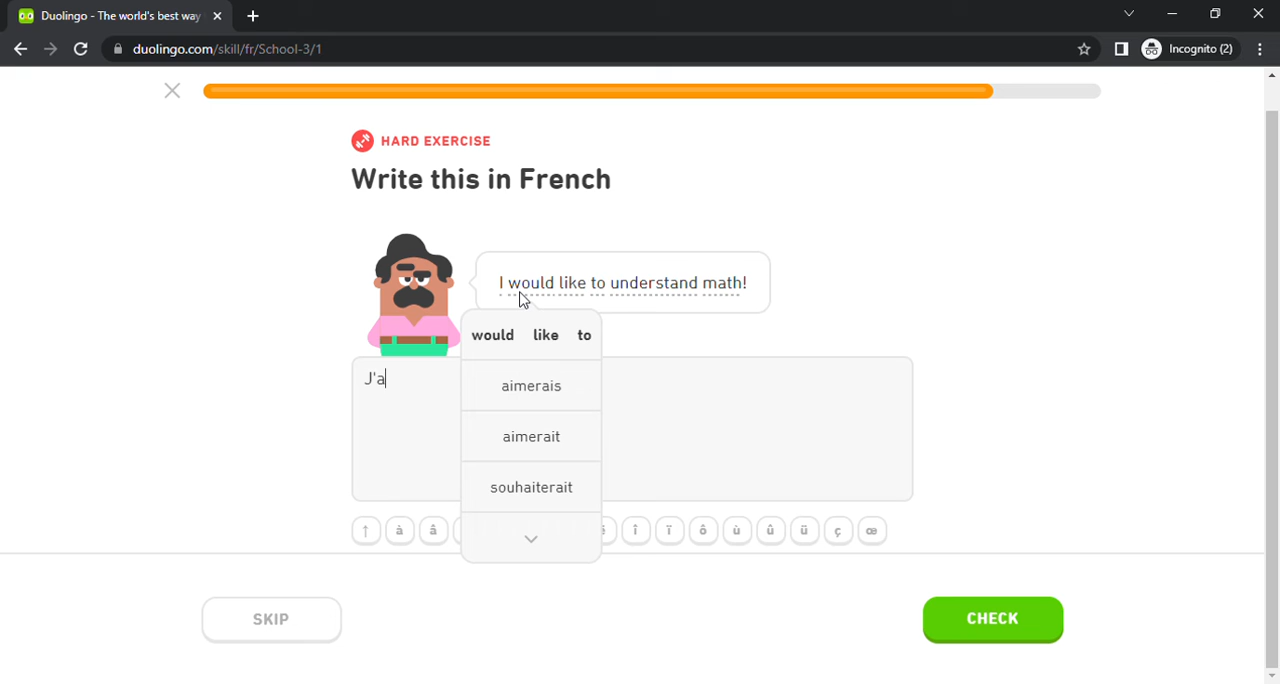 Duolingo - The world's best way
duolingo.com/skill/fr/School-3/1
Incognito (2)
HARD EXERCISE
Write this in French
I would like to understand math!
would like to
aimerais
aimerait
souhaiterait
J'a
↑ à â î ï ô ù û ü ç œ
SKIP
CHECK